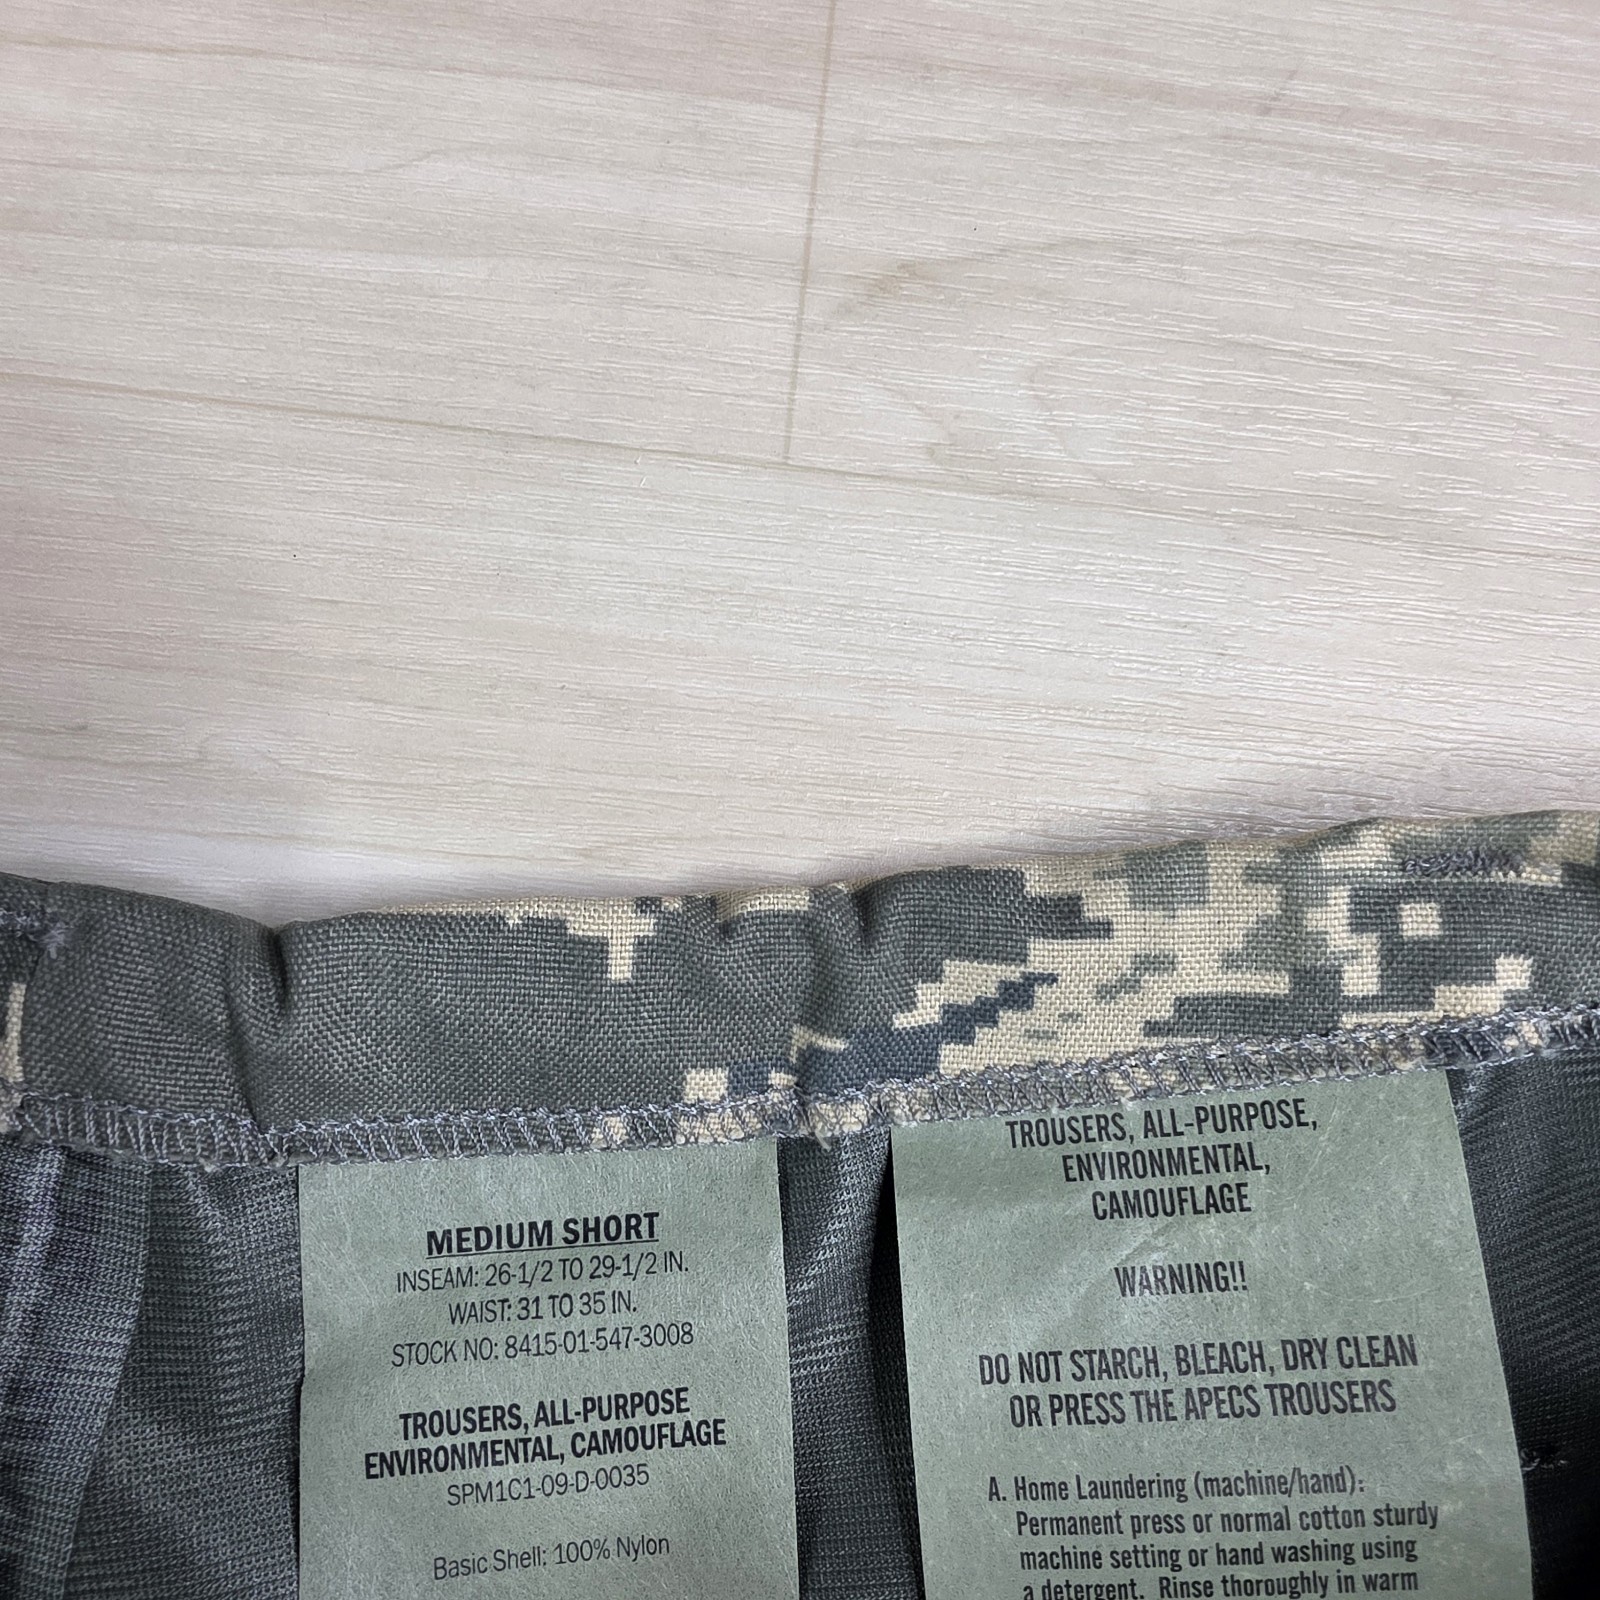 MEDIUM SHORT
INSEAM: 26-1/2 TO 29-1/2 IN.
WAIST: 31 TO 35 IN.
STOCK NO: 8415-01-547-3008
TROUSERS, ALL-PURPOSE
ENVIRONMENTAL, CAMOUFLAGE
SPM1C1-09-D-0035
Basic Shell: 100% Nylon
TROUSERS, ALL-PURPOSE,
ENVIRONMENTAL,
CAMOUFLAGE
WARNING!!
DO NOT STARCH, BLEACH, DRY CLEAN
OR PRESS THE APECS TROUSERS
A. Home Laundering (machine/hand):
Permanent press or normal cotton sturdy
machine setting or hand washing using
a detergent. Rinse thoroughly in warm